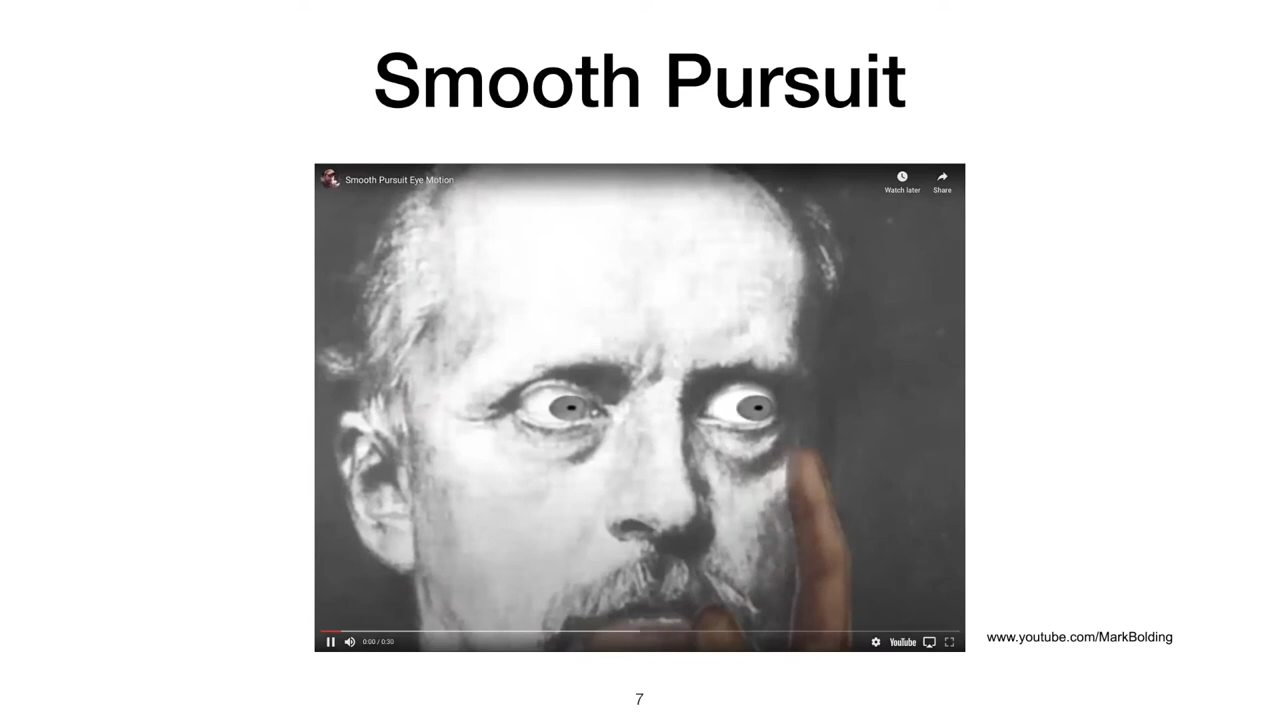 Smooth Pursuit
Smooth Pursuit Eye Motion
Watch later
Share
0:00 / 0:30
YouTube
www.youtube.com/MarkBolding
7